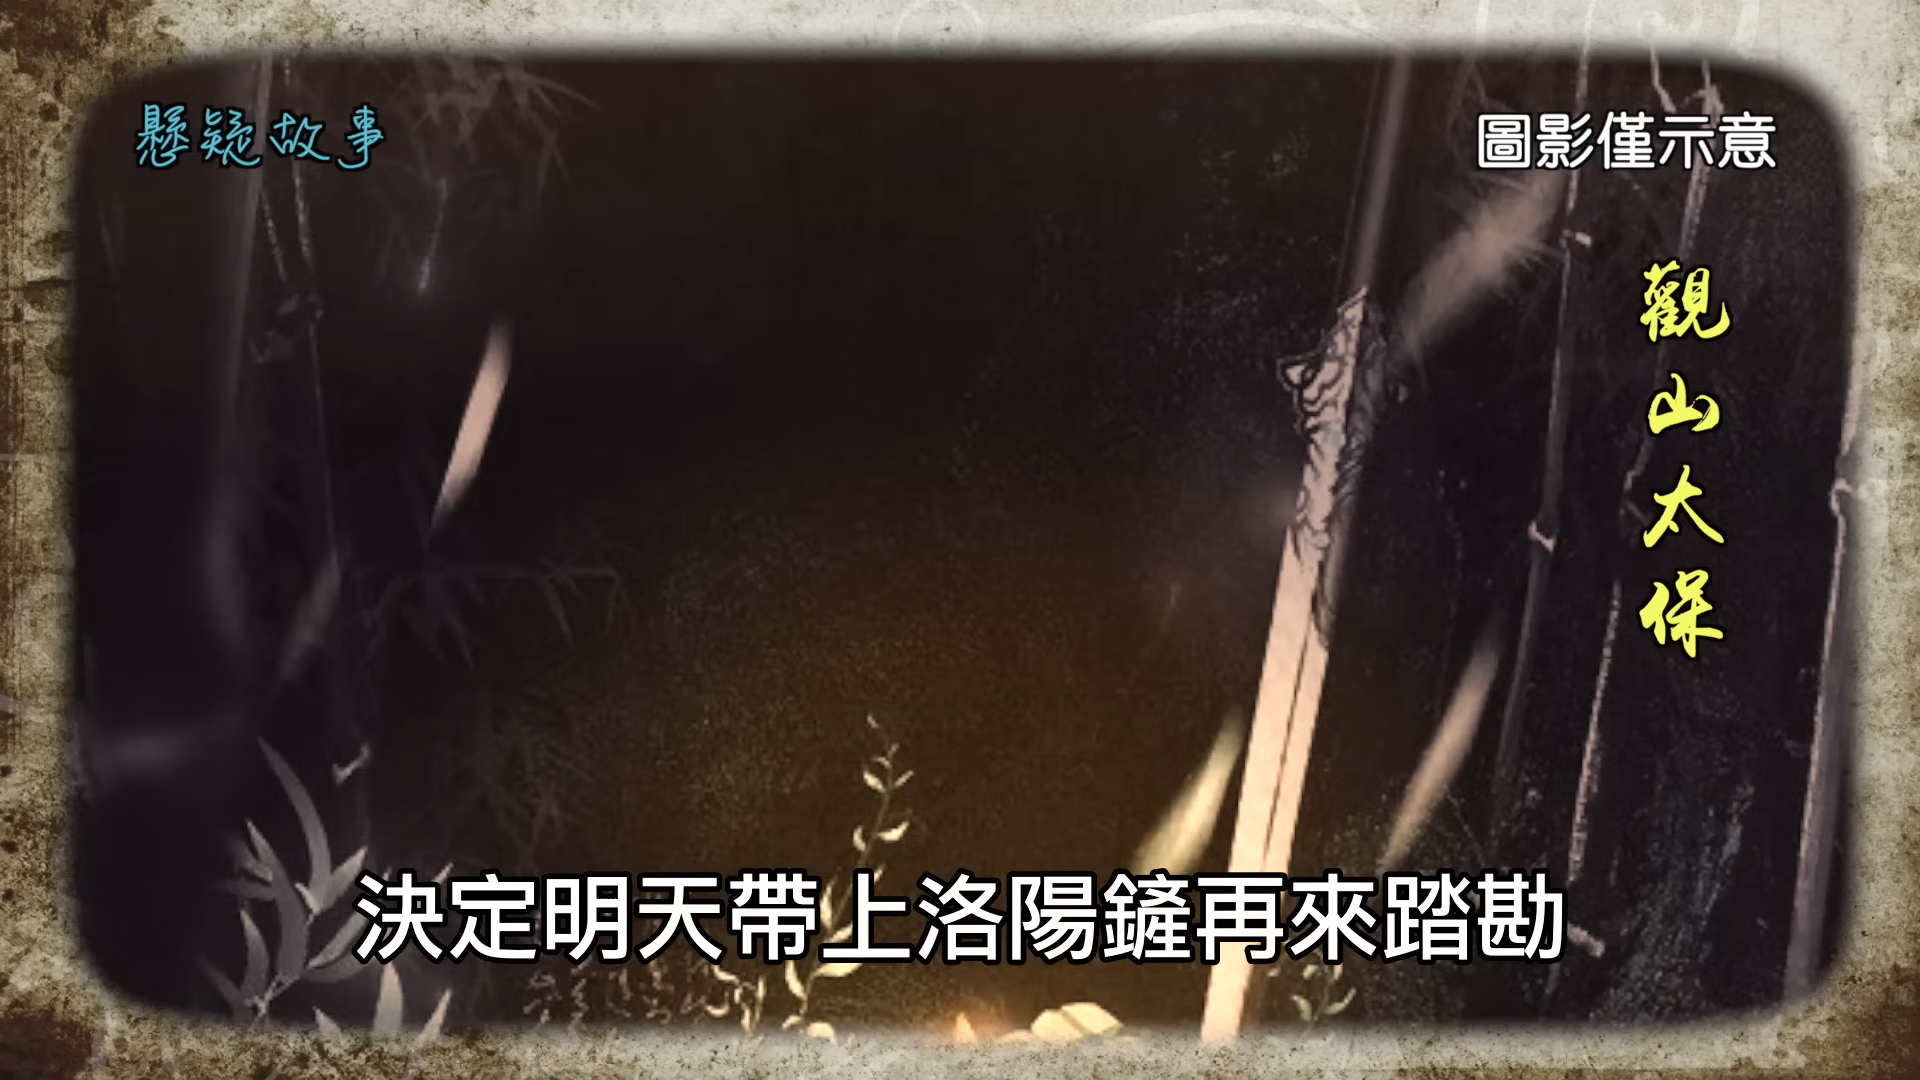 懸疑故事
圖影僅示意
觀山太保
決定明天帶上洛陽鏟再來踏勘